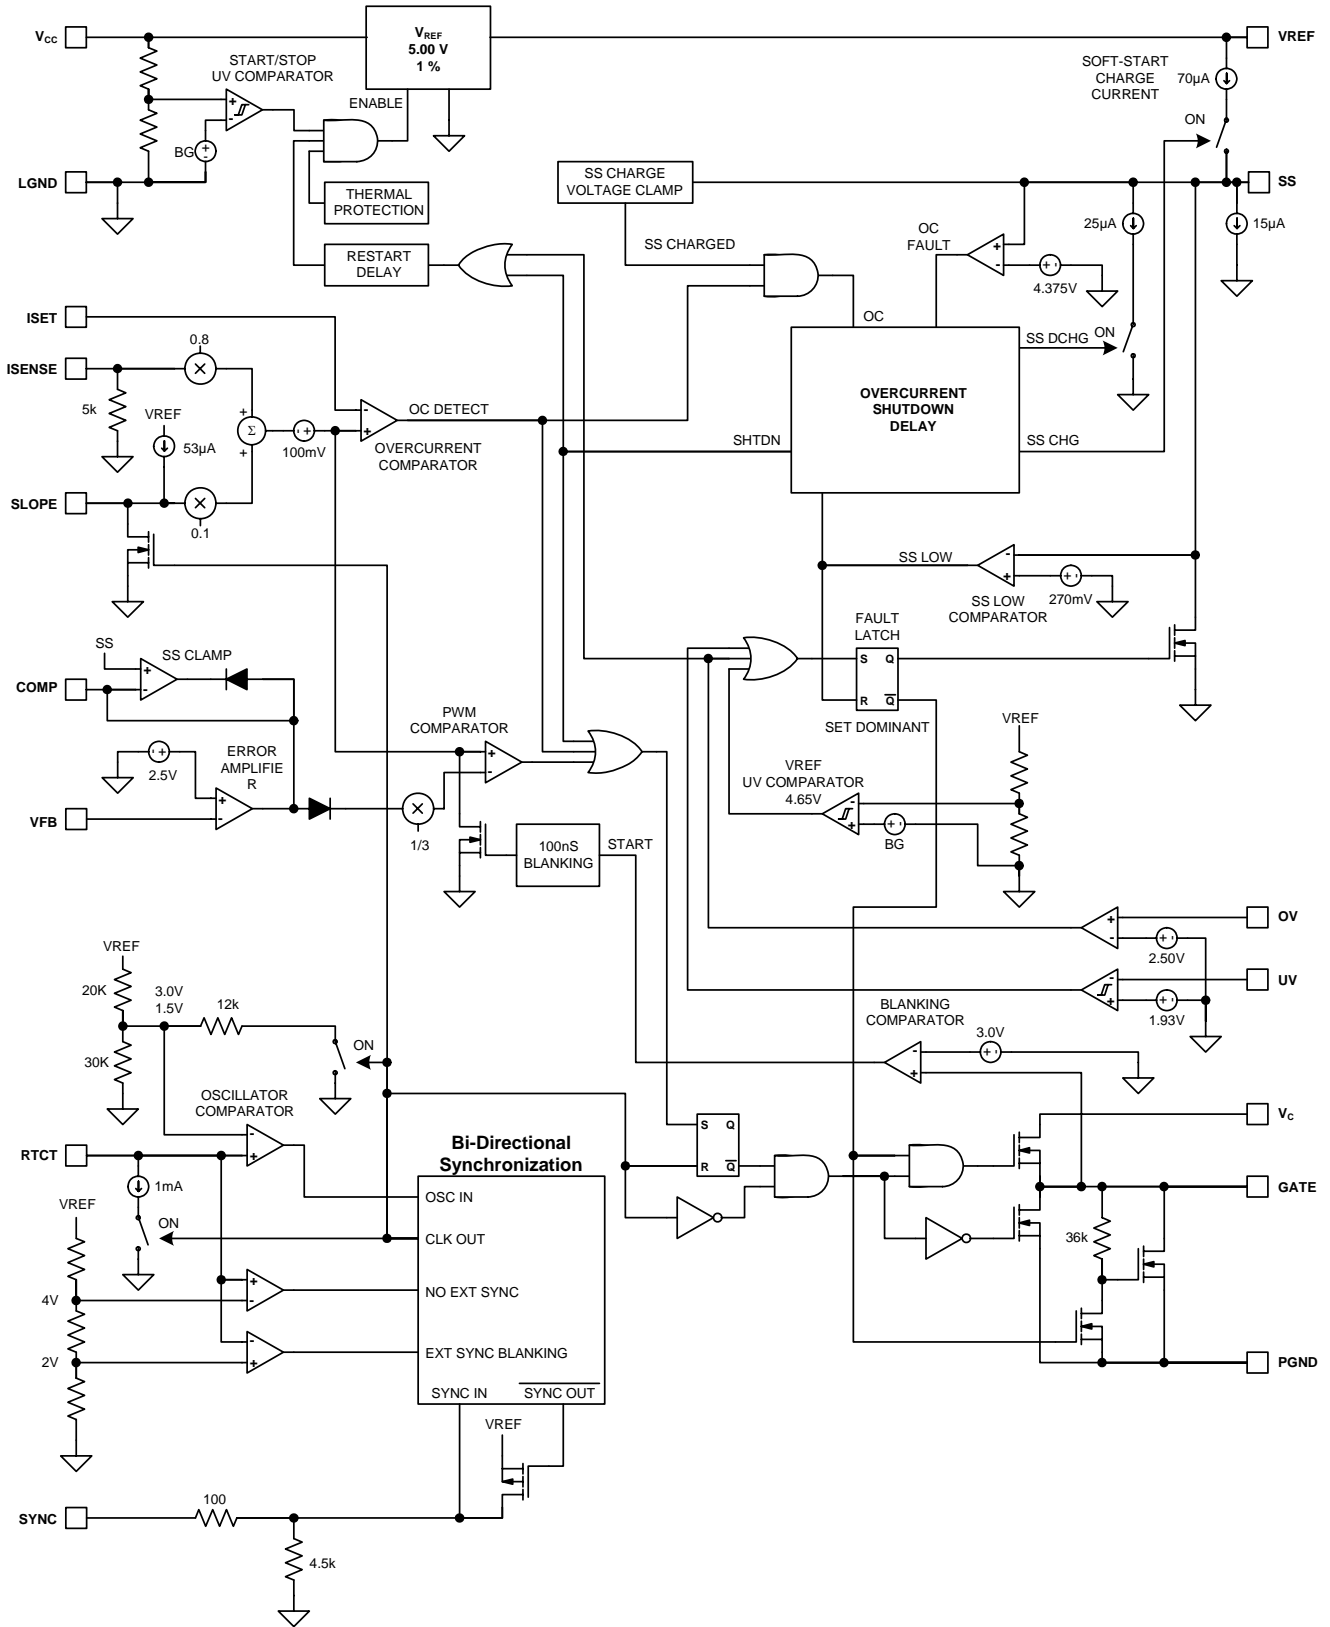 VCC
VREF
5.00 V
1 %
VREF
START/STOP
UV COMPARATOR
ENABLE
SOFT-START
CHARGE
CURRENT
70µA
ON
+
-
BG
+
-
LGND
THERMAL
PROTECTION
SS CHARGE
VOLTAGE CLAMP
SS
25µA
15µA
OC
FAULT
SS CHARGED
RESTART
DELAY
+
-
+ -
4.375V
ISET
OC
0.8
SS DCHG
ON
ISENSE
×
5k
VREF
53µA
+
Σ
+
- +
100mV
-
+
OC DETECT
OVERCURRENT
COMPARATOR
OVERCURRENT
SHUTDOWN
DELAY
SHTDN
SS CHG
SLOPE
×
0.1
SS LOW
-
+
+ -
270mV
SS LOW
COMPARATOR
FAULT
LATCH
SS
SS CLAMP
+
-
COMP
S Q
R Q
SET DOMINANT
PWM
COMPARATOR
VREF
- +
2.5V
ERROR
AMPLIFIE
R
+
-
+
-
VREF
UV COMPARATOR
4.65V
-
+
+ -
BG
VFB
×
1/3
100nS
BLANKING
START
OV
+
-
+ -
2.50V
VREF
20K
3.0V
1.5V
12k
UV
-
+
+ -
1.93V
BLANKING
COMPARATOR
3.0V
-
+
+ -
30K
ON
OSCILLATOR
COMPARATOR
-
+
S Q
R Q
VC
RTCT
Bi-Directional
Synchronization
1mA
OSC IN
GATE
VREF
ON
CLK OUT
36k
4V
+
-
NO EXT SYNC
2V
-
+
EXT SYNC BLANKING
PGND
SYNC IN
SYNC OUT
VREF
SYNC
100
4.5k